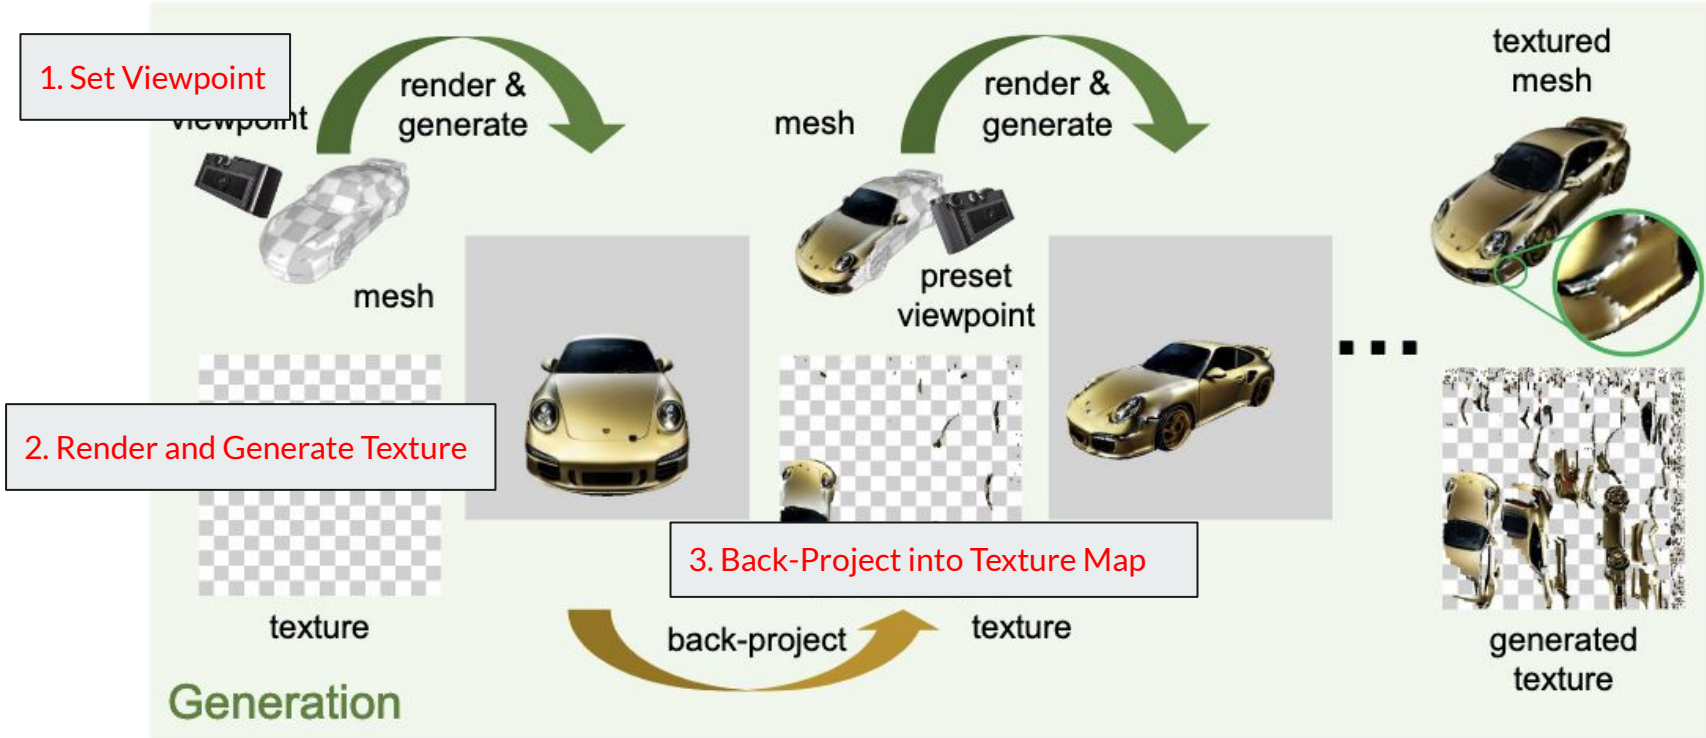 1. Set Viewpoint
viewpoint
render &
generate
mesh
mesh
render &
generate
preset
viewpoint
textured
mesh
2. Render and Generate Texture
3. Back-Project into Texture Map
texture
back-project
texture
generated
texture
Generation